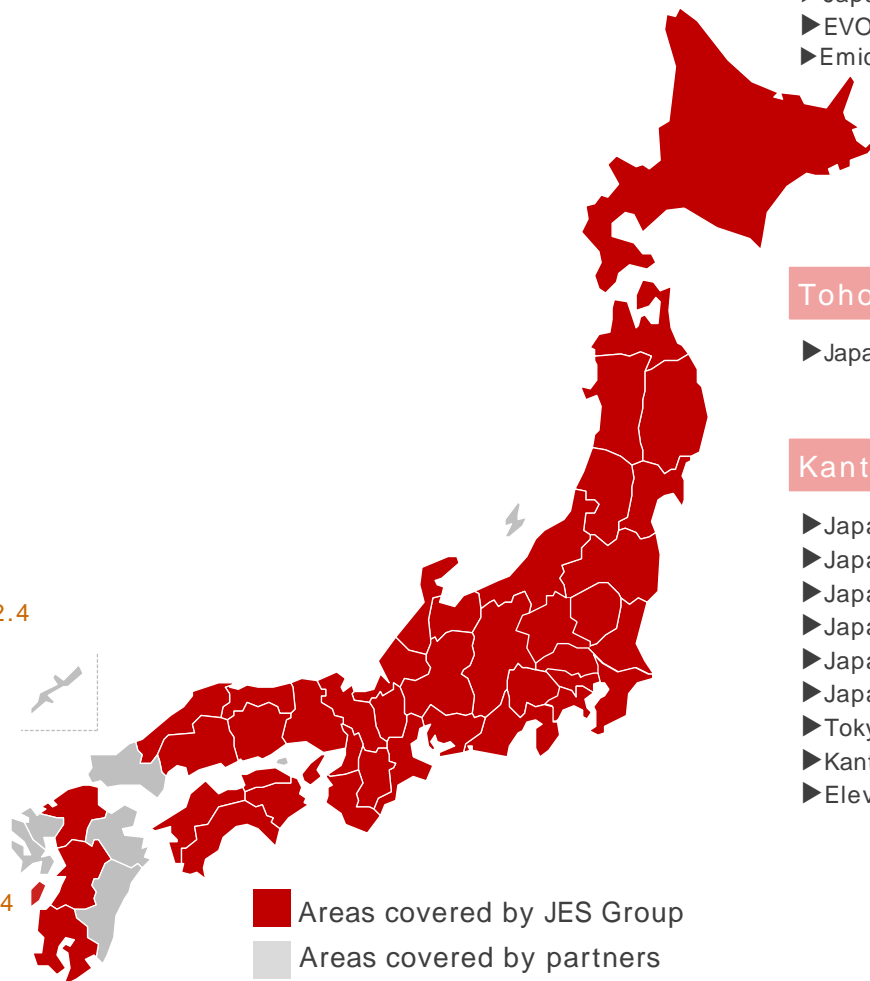 ▶EVO
▶Emic
Toho
▶Japa
Kant
▶Japa
▶Japa
▶Japa
▶Japa
▶Japa
▶Japa
▶Toky
▶Kant
▶Elev
2.4
4
Areas covered by JES Group
Areas covered by partners